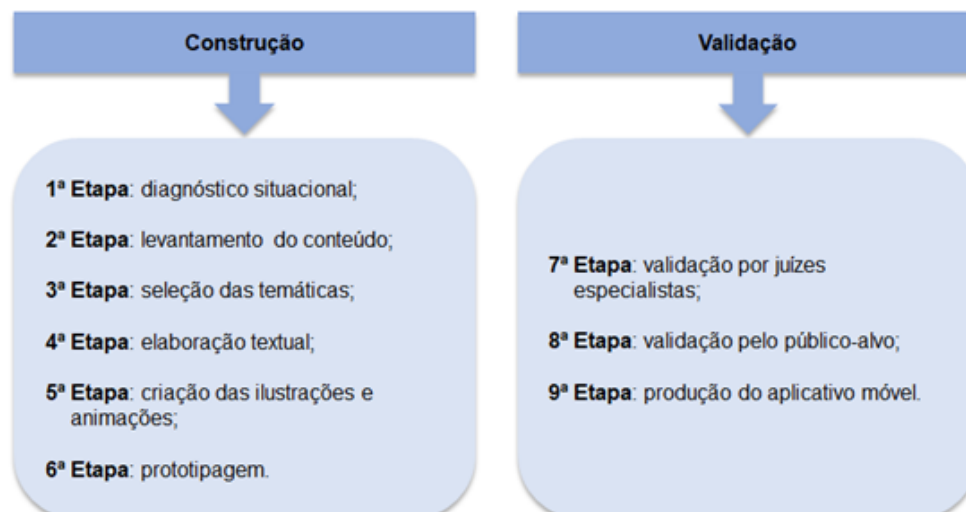 Construção
1ª Etapa: diagnóstico situacional;
2ª Etapa: levantamento do conteúdo;
3ª Etapa: seleção das temáticas;
4ª Etapa: elaboração textual;
5ª Etapa: criação das ilustrações e
animações;
6ª Etapa: prototipagem.
Validação
7ª Etapa: validação por juízes
especialistas;
8ª Etapa: validação pelo público-alvo;
9ª Etapa: produção do aplicativo móvel.